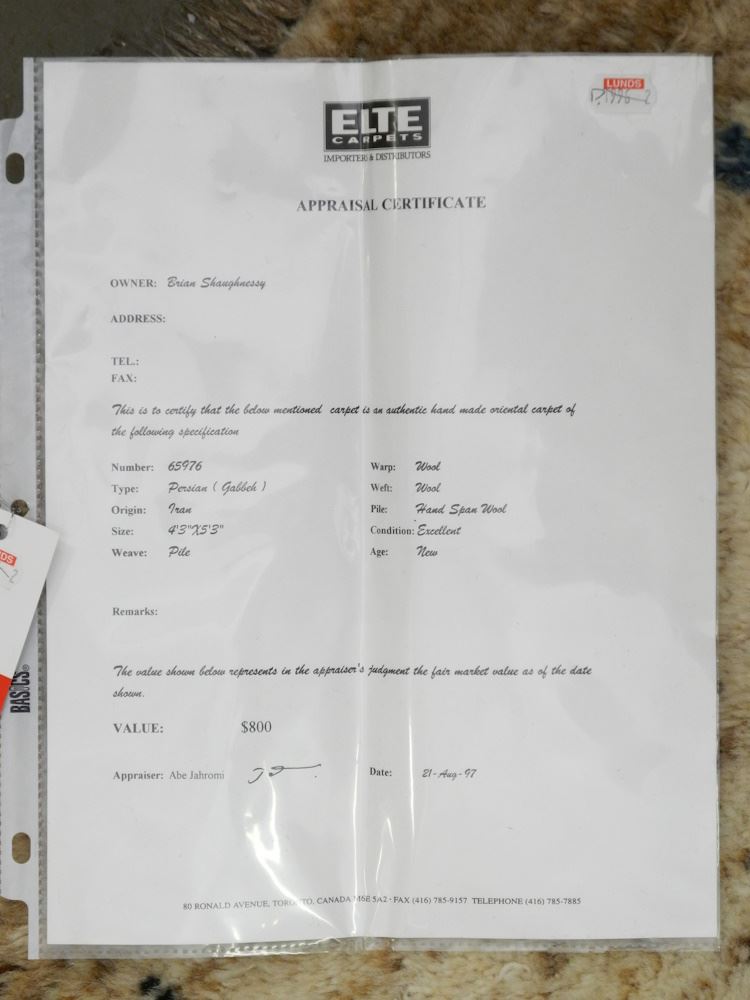 LUNDS
ELTE
CARPETS
IMPORTERS & DISTRIBUTORS
APPRAISAL CERTIFICATE
OWNER: Brian Shaughnessy
ADDRESS:
TEL.:
FAX:
This is to certify that the below mentioned carpet is an authentic hand made oriental carpet of
the following specification
Number: 65976 Warp: Wool
Type: Persian ( Gabbeh ) Weft: Wool
Origin: Iran Pile: Hand Span Wool
Size: 4'3"X5'3" Condition: Excellent
Weave: Pile Age: New
Remarks:
The value shown below represents in the appraiser's judgment the fair market value as of the date
shown.
VALUE: $800
Appraiser: Abe Jahromi Date: 21-Aug-97
80 RONALD AVENUE, TORONTO, CANADA M6E 5A2 · FAX (416) 785-9157 TELEPHONE (416) 785-7885
DS
BASICS